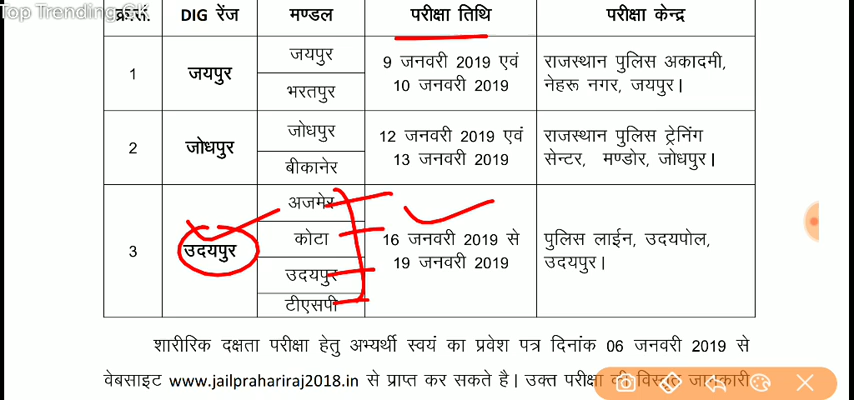 Top Trending GK
क्र.सं. DIG रेंज मण्डल परीक्षा तिथि परीक्षा केन्द्र
1 जयपुर जयपुर 9 जनवरी 2019 एवं राजस्थान पुलिस अकादमी,
भरतपुर 10 जनवरी 2019 नेहरू नगर, जयपुर।
2 जोधपुर जोधपुर 12 जनवरी 2019 एवं राजस्थान पुलिस ट्रेनिंग
बीकानेर 13 जनवरी 2019 सेन्टर, मण्डोर, जोधपुर।
अजमेर
3 उदयपुर कोटा 16 जनवरी 2019 से पुलिस लाईन, उदयपोल,
उदयपुर 19 जनवरी 2019 उदयपुर।
टीएसपी
शारीरिक दक्षता परीक्षा हेतु अभ्यर्थी स्वयं का प्रवेश पत्र दिनांक 06 जनवरी 2019 से
वेबसाइट www.jailprahariraj2018.in से प्राप्त कर सकते है। उक्त परीक्षा की विस्तृत जानकारी